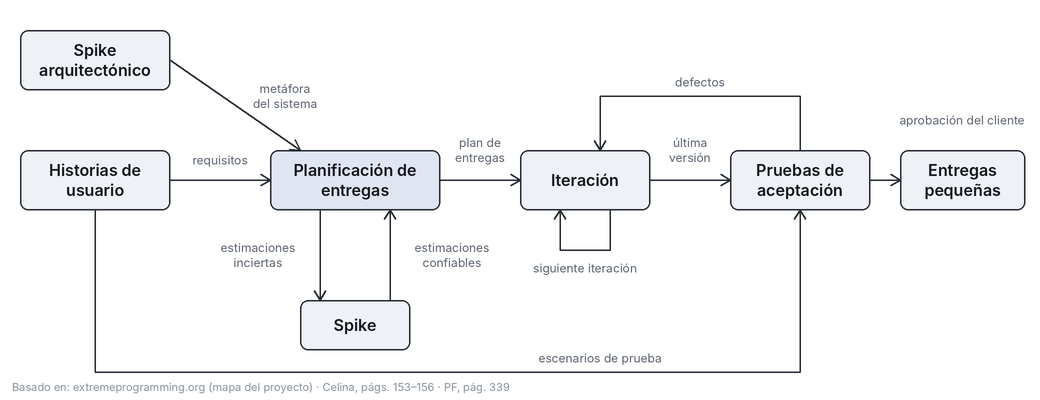 Spike
arquitectónico
metáfora
del sistema
defectos
aprobación del cliente
Historias de
usuario
requisitos
Planificación de
entregas
plan de
entregas
Iteración
última
versión
Pruebas de
aceptación
Entregas
pequeñas
estimaciones
inciertas
estimaciones
confiables
siguiente iteración
Spike
escenarios de prueba
Basado en: extremeprogramming.org (mapa del proyecto) · Celina, págs. 153–156 · PF, pág. 339